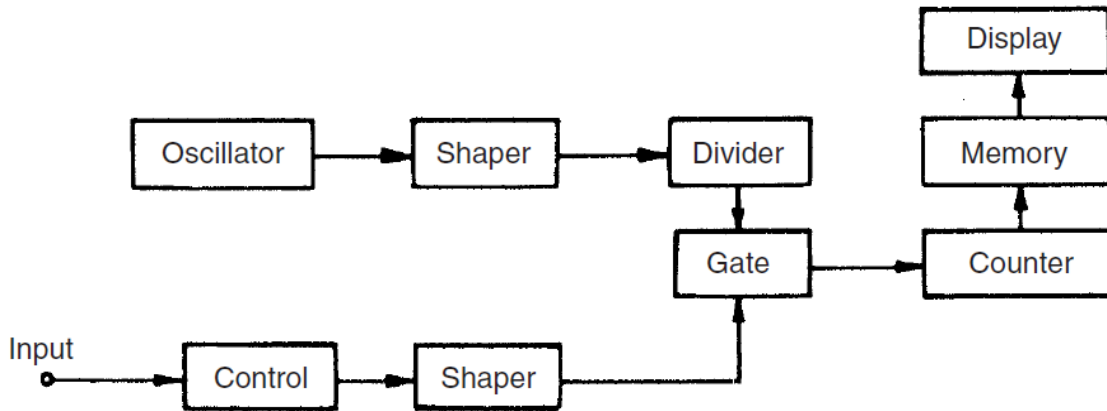 Display
Oscillator
Shaper
Divider
Memory
Gate
Counter
Input
Control
Shaper